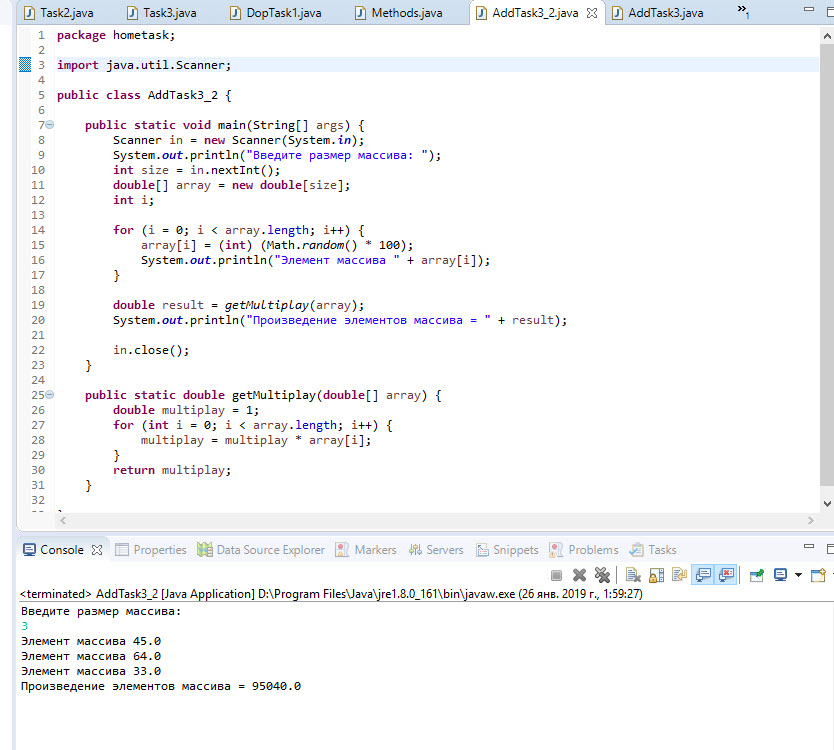 Task2.java Task3.java DopTask1.java Methods.java AddTask3_2.java AddTask3.java »1
1 package hometask;
2
3 import java.util.Scanner;
4
5 public class AddTask3_2 {
6
7 public static void main(String[] args) {
8 Scanner in = new Scanner(System.in);
9 System.out.println("Введите размер массива: ");
10 int size = in.nextInt();
11 double[] array = new double[size];
12 int i;
13
14 for (i = 0; i < array.length; i++) {
15 array[i] = (int) (Math.random() * 100);
16 System.out.println("Элемент массива " + array[i]);
17 }
18
19 double result = getMultiplay(array);
20 System.out.println("Произведение элементов массива = " + result);
21
22 in.close();
23 }
24
25 public static double getMultiplay(double[] array) {
26 double multiplay = 1;
27 for (int i = 0; i < array.length; i++) {
28 multiplay = multiplay * array[i];
29 }
30 return multiplay;
31 }
32
Console Properties Data Source Explorer Markers Servers Snippets Problems Tasks
<terminated> AddTask3_2 [Java Application] D:\Program Files\Java\jre1.8.0_161\bin\javaw.exe (26 янв. 2019 г., 1:59:27)
Введите размер массива:
3
Элемент массива 45.0
Элемент массива 64.0
Элемент массива 33.0
Произведение элементов массива = 95040.0